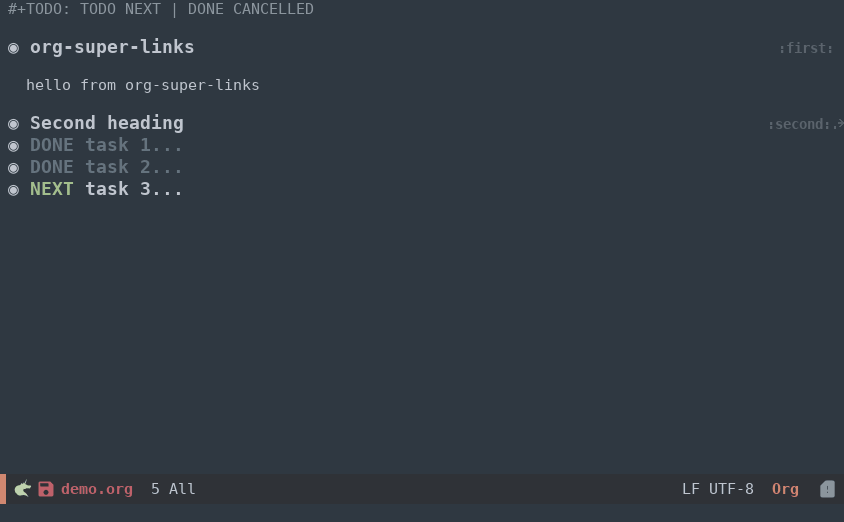 #+TODO: TODO NEXT | DONE CANCELLED
◉ org-super-links :first:
hello from org-super-links
◉ Second heading :second:..
◉ DONE task 1...
◉ DONE task 2...
◉ NEXT task 3...
demo.org 5 All LF UTF-8 Org